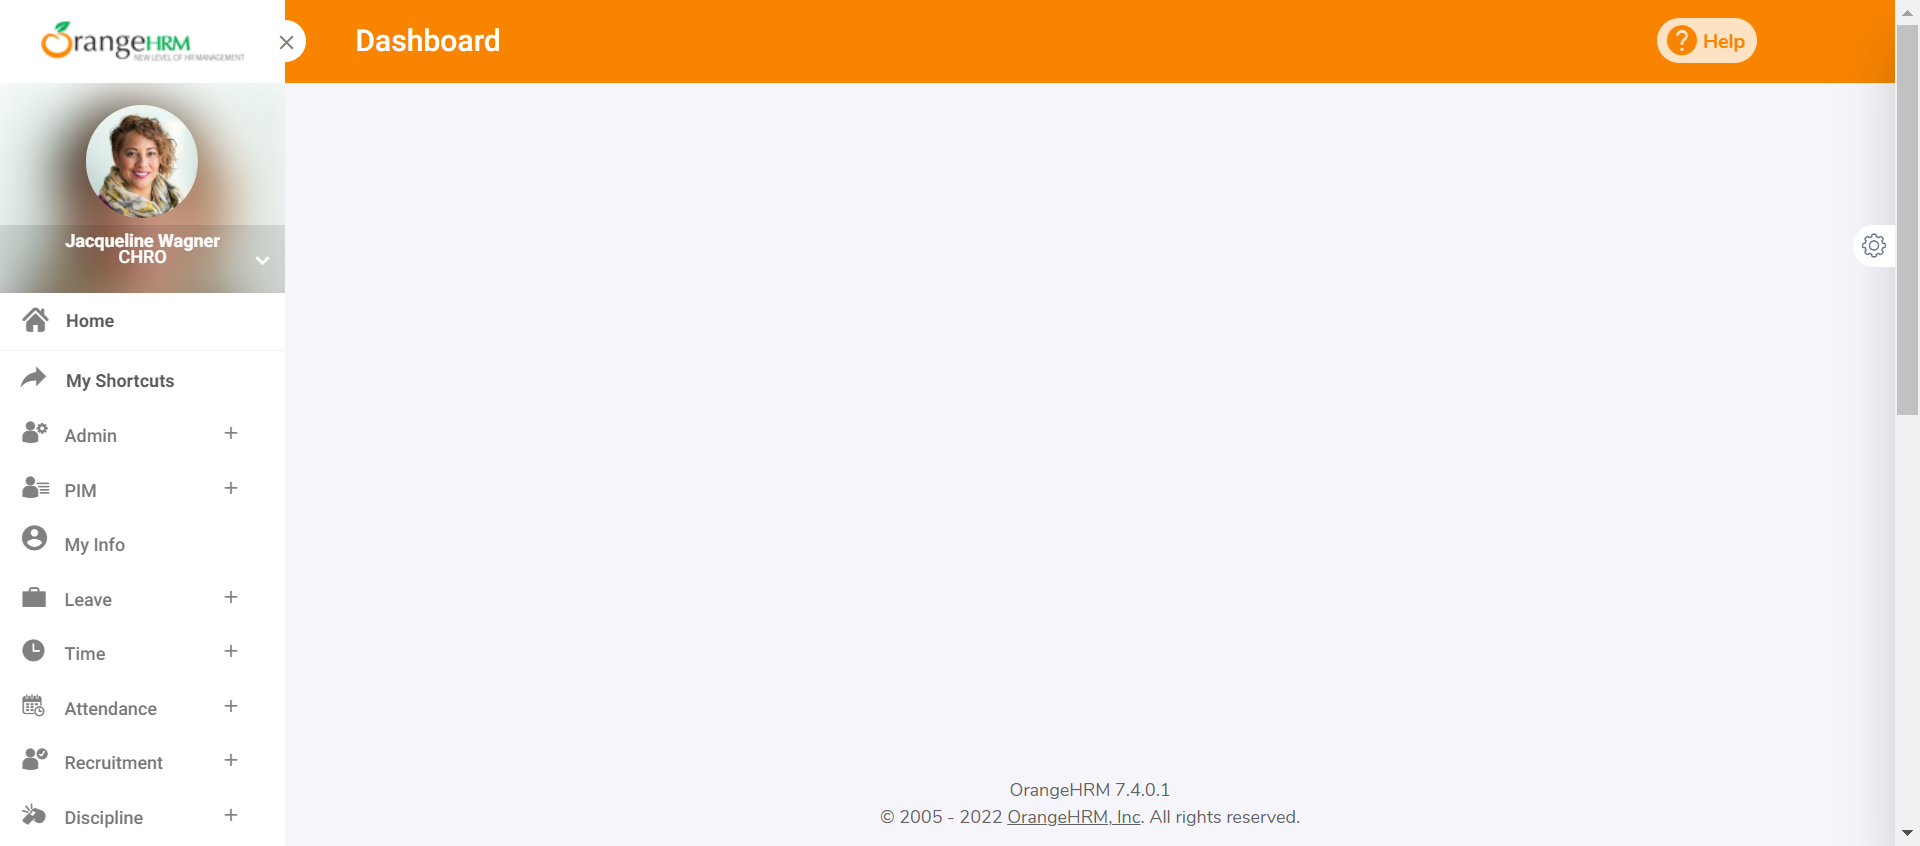 OrangeHRM
NEW LEVEL OF HR MANAGEMENT
Dashboard
? Help
Jacqueline Wagner
CHRO
Home
My Shortcuts
Admin
PIM
My Info
Leave
Time
Attendance
Recruitment
Discipline
OrangeHRM 7.4.0.1
© 2005 - 2022 OrangeHRM, Inc. All rights reserved.